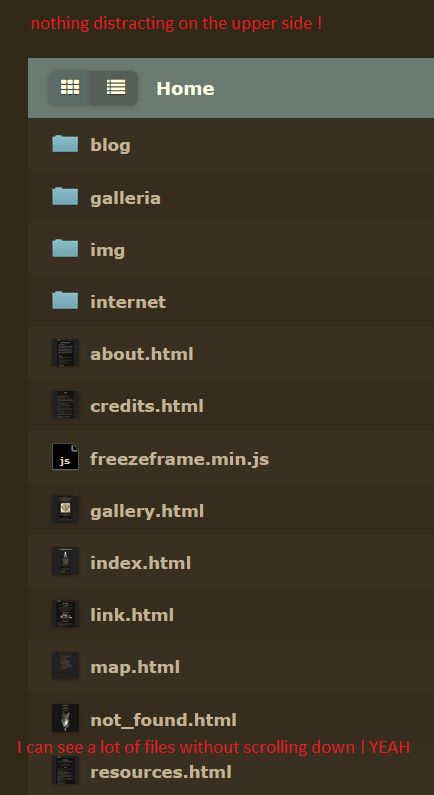 nothing distracting on the upper side !
Home
blog
galleria
img
internet
about.html
credits.html
js
freezeframe.min.js
gallery.html
index.html
link.html
map.html
not_found.html
I can see a lot of files without scrolling down ! YEAH
resources.html